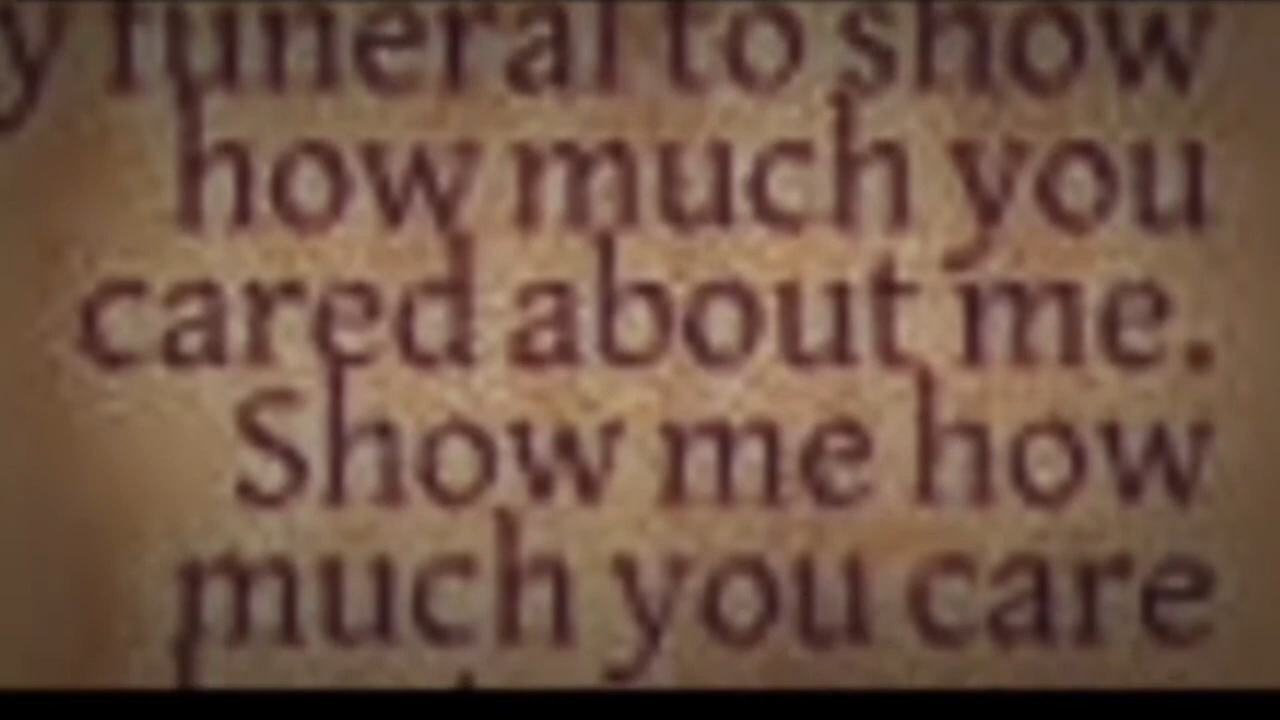 y funeral to show
how much you
cared about me.
Show me how
much you care